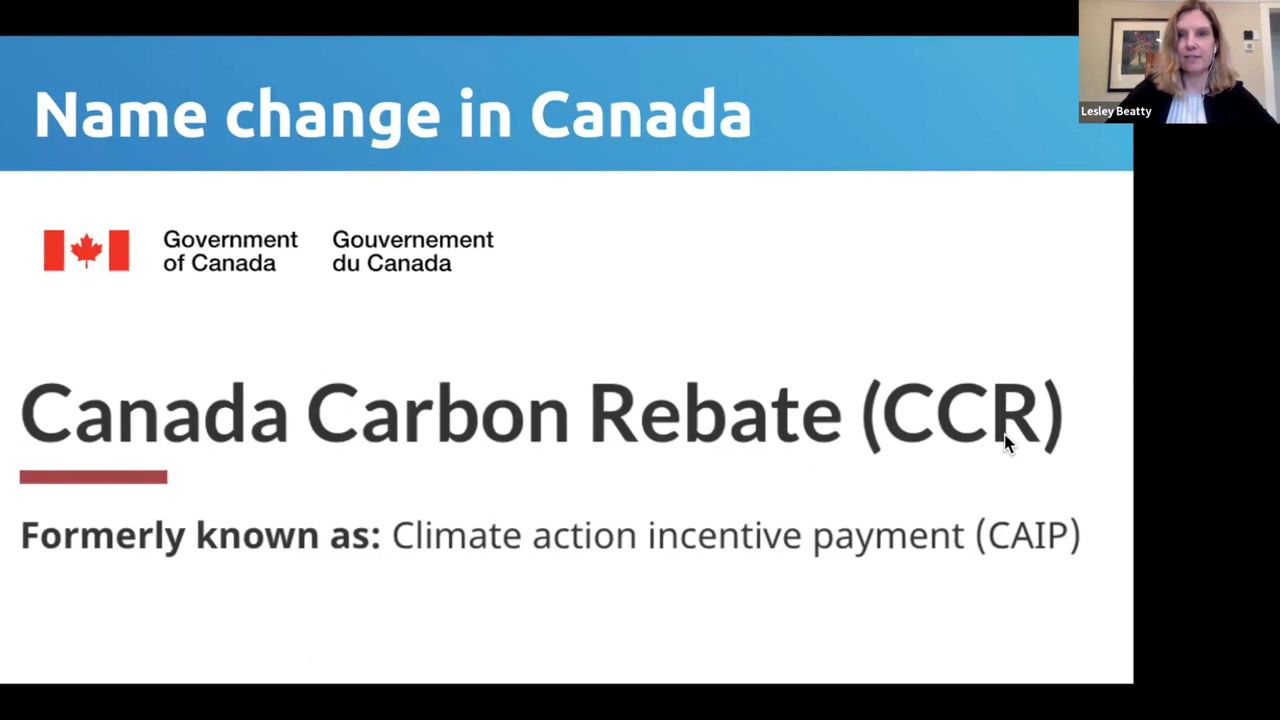 Name change in Canada
Lesley Beatty
Government Gouvernement
of Canada du Canada
Canada Carbon Rebate (CCR)
Formerly known as: Climate action incentive payment (CAIP)